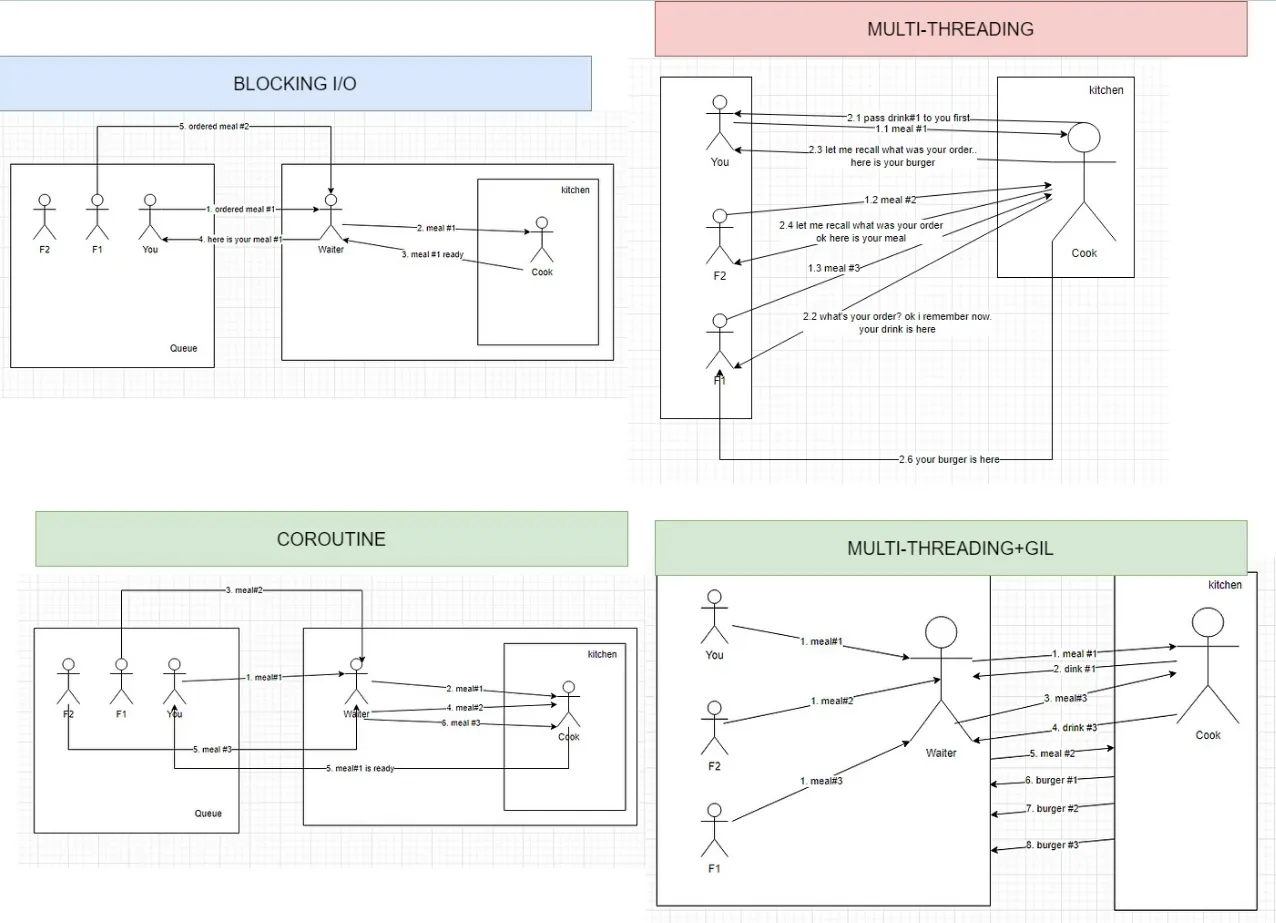 BLOCKING I/O
5. ordered meal #2
kitchen
1. ordered meal #1
2. meal #1
4. here is your meal #1
3. meal #1 ready
F2
F1
You
Waiter
Cook
Queue
MULTI-THREADING
kitchen
2.1 pass drink#1 to you first
1.1 meal #1
2.3 let me recall what was your order..
here is your burger
You
1.2 meal #2
2.4 let me recall what was your order
ok here is your meal
Cook
F2
1.3 meal #3
2.2 what's your order? ok i remember now.
your drink is here
F1
2.6 your burger is here
COROUTINE
3. meal#2
kitchen
1. meal#1
2. meal#1
4. meal#2
6. meal #3
F2
F1
You
Waiter
Cook
5. meal #3
5. meal#1 is ready
Queue
MULTI-THREADING+GIL
kitchen
1. meal#1
You
1. meal #1
2. dink #1
1. meal#2
3. meal#3
4. drink #3
Cook
F2
Waiter
5. meal #2
1. meal#3
6. burger #1
7. burger #2
8. burger #3
F1